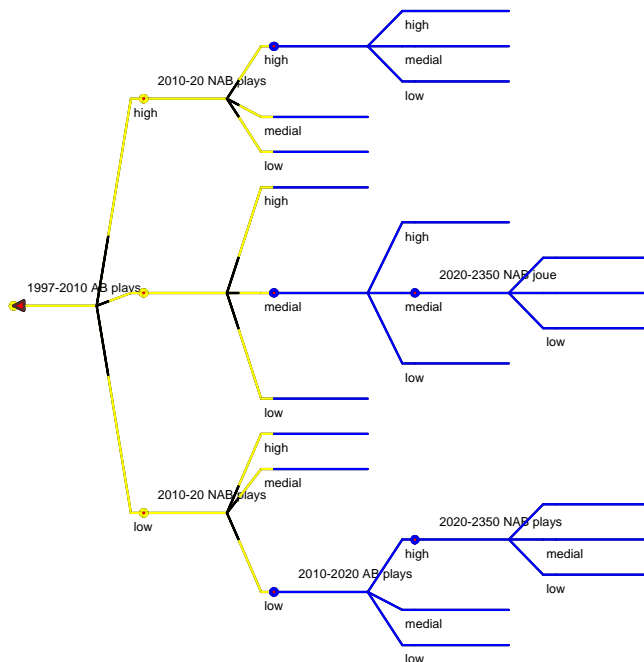 high
2010-20 NAB plays
high
medial
low
high
medial
low
high
high
1997-2010 AB plays
2020-2350 NAB joue
medial
medial
low
low
low
high
2010-20 NAB plays
medial
low
2020-2350 NAB plays
high
medial
2010-2020 AB plays
low
low
medial
low